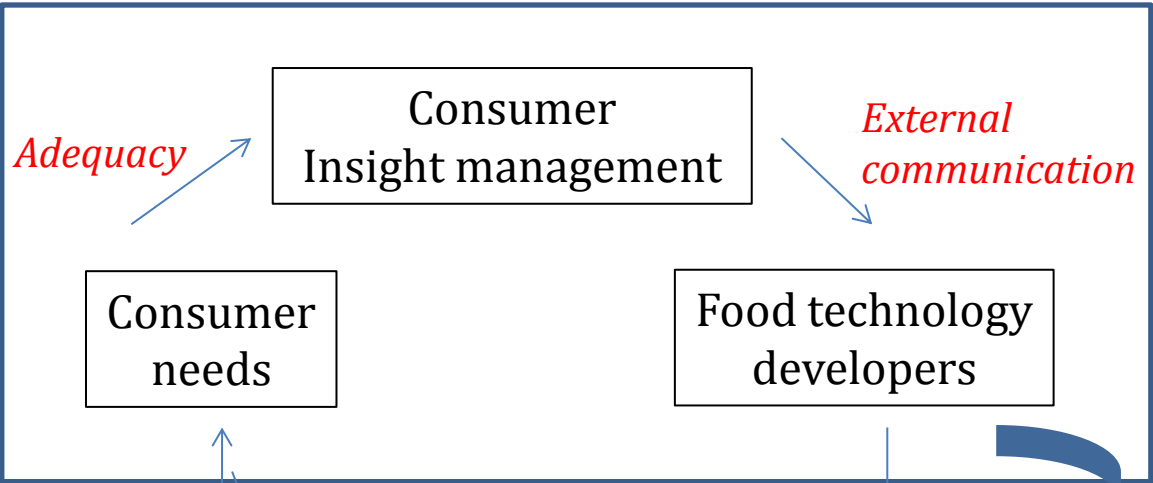 Consumer
Insight management
Adequacy
External
communication
Consumer
needs
Food technology
developers